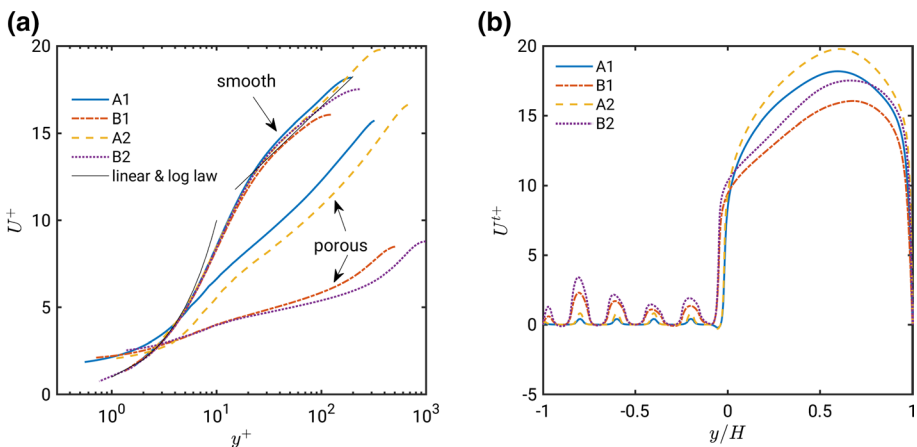 (a)
20
15
10
5
0
U+
A1
B1
A2
B2
linear & log law
smooth
porous
10^0
10^1
10^2
10^3
y+
(b)
20
15
10
5
0
-5
U^t+
A1
B1
A2
B2
-1
-0.5
0
0.5
1
y/H